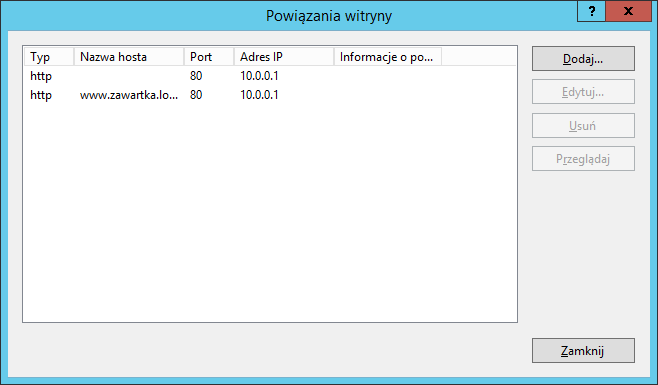 Powiązania witryny
? x
Typ Nazwa hosta Port Adres IP Informacje o po...
http 80 10.0.0.1
http www.zawartka.lo... 80 10.0.0.1
Dodaj...
Edytuj...
Usuń
Przeglądaj
Zamknij